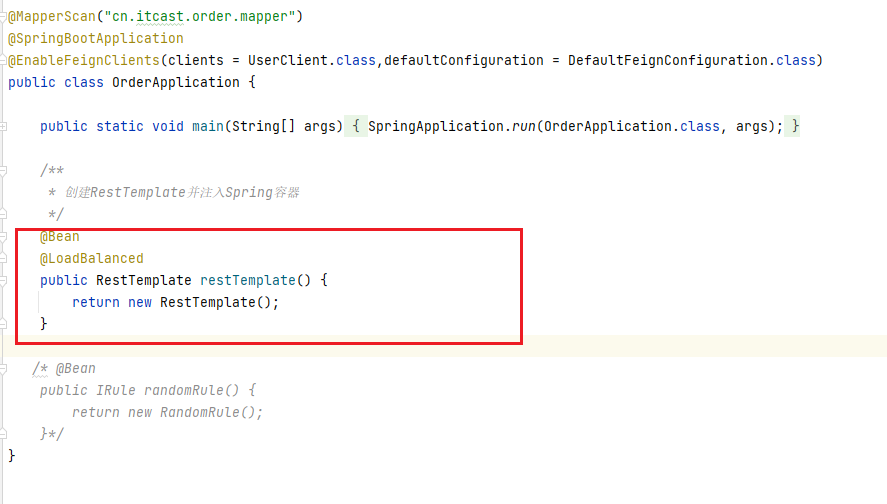 @MapperScan("cn.itcast.order.mapper")
@SpringBootApplication
@EnableFeignClients(clients = UserClient.class,defaultConfiguration = DefaultFeignConfiguration.class)
public class OrderApplication {
public static void main(String[] args) { SpringApplication.run(OrderApplication.class, args); }
/**
* 创建RestTemplate并注入Spring容器
*/
@Bean
@LoadBalanced
public RestTemplate restTemplate() {
return new RestTemplate();
}
/* @Bean
public IRule randomRule() {
return new RandomRule();
}*/
}